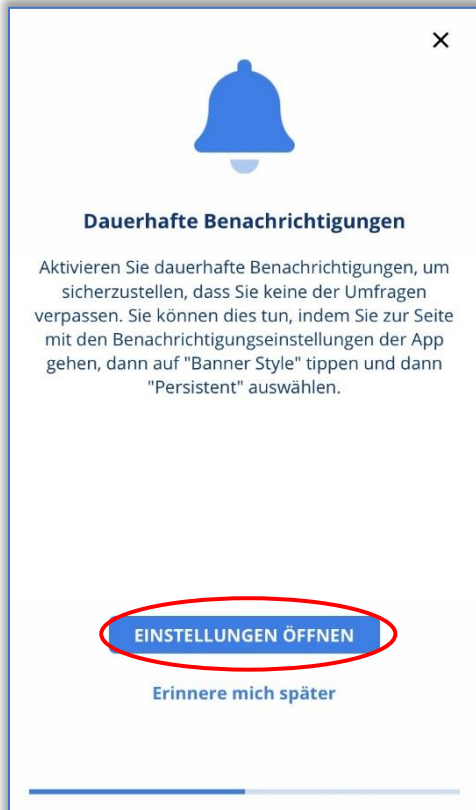 Dauerhafte Benachrichtigungen
Aktivieren Sie dauerhafte Benachrichtigungen, um
sicherzustellen, dass Sie keine der Umfragen
verpassen. Sie können dies tun, indem Sie zur Seite
mit den Benachrichtigungseinstellungen der App
gehen, dann auf "Banner Style" tippen und dann
"Persistent" auswählen.
EINSTELLUNGEN ÖFFNEN
Erinnere mich später